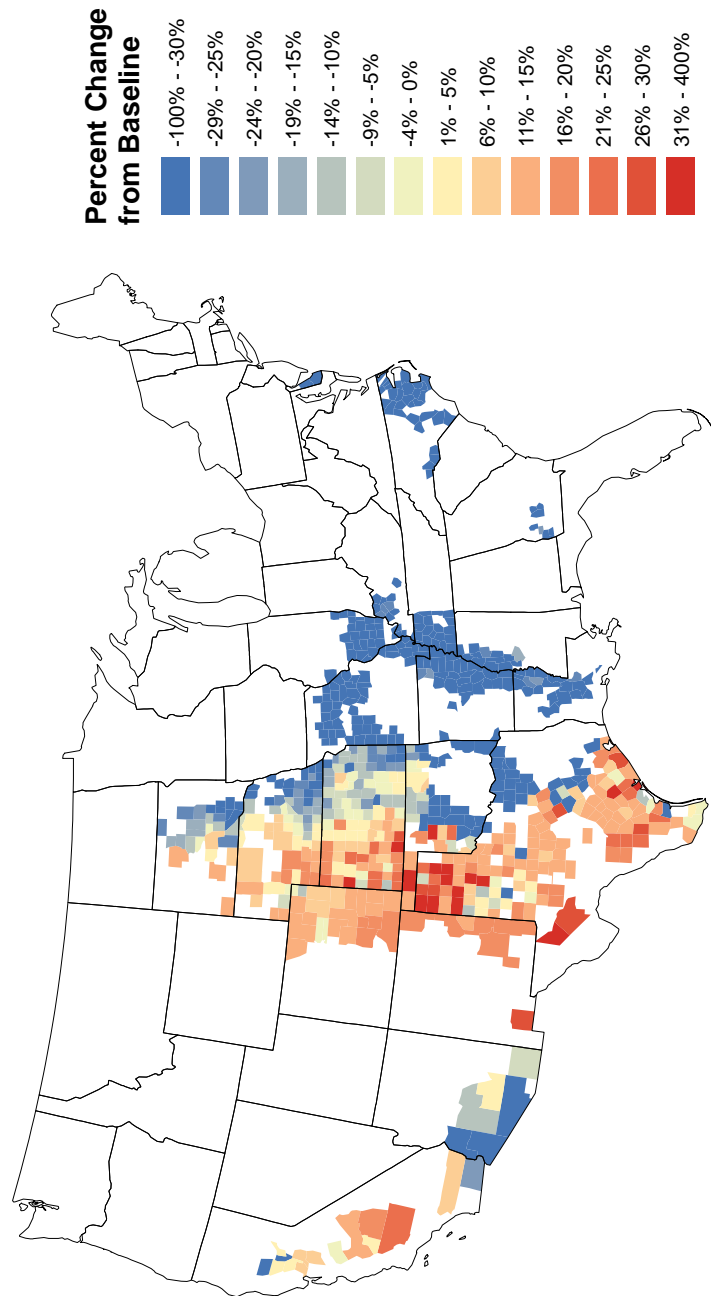 Percent Change
from Baseline
-100% - -30%
-29% - -25%
-24% - -20%
-19% - -15%
-14% - -10%
-9% - -5%
-4% - 0%
1% - 5%
6% - 10%
11% - 15%
16% - 20%
21% - 25%
26% - 30%
31% - 400%